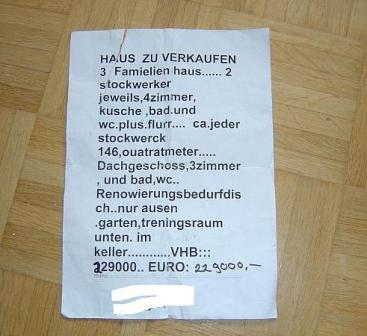 HAUS ZU VERKAUFEN
3 Famielien haus...... 2
stockwerker
jeweils,4zimmer,
kusche ,bad.und
wc.plus.flurr.... ca.jeder
stockwerck
146,ouatratmeter.....
Dachgeschoss,3zimmer
, und bad,wc..
Renowierungsbedurfdis
ch..nur ausen
.garten,treningsraum
unten. im
keller............VHB:::
229000.. EURO: 229000,-